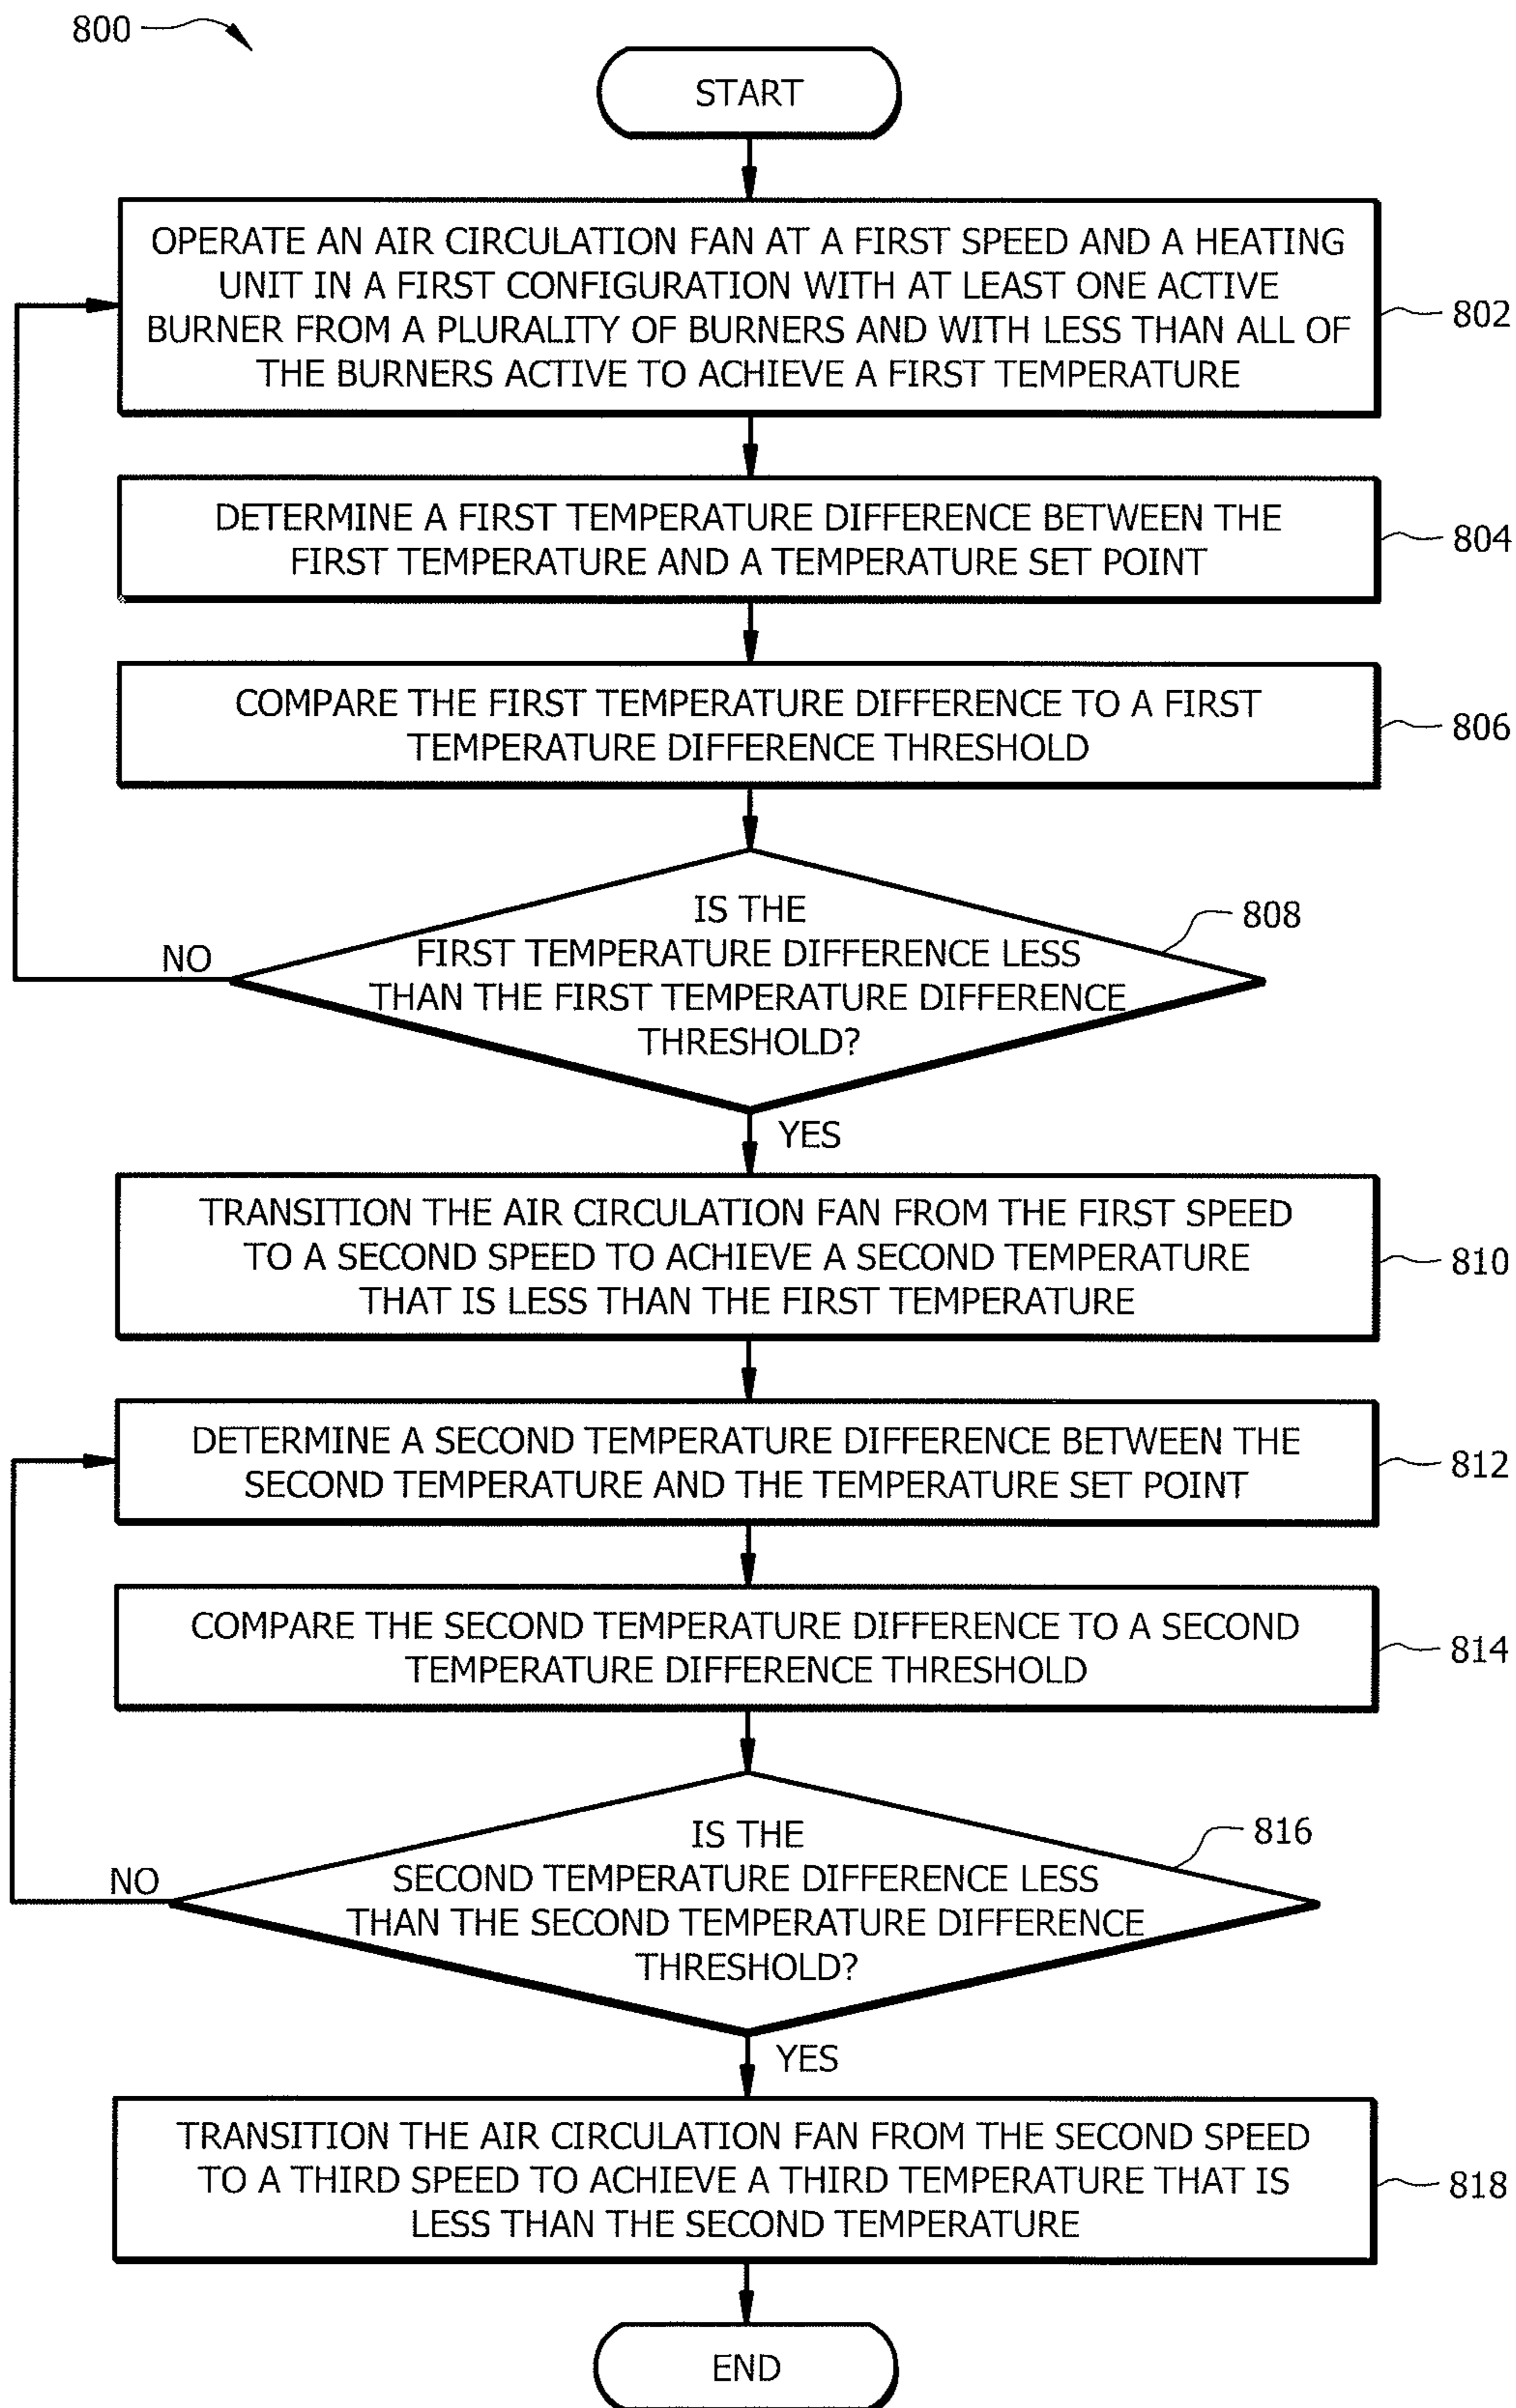 800
START
OPERATE AN AIR CIRCULATION FAN AT A FIRST SPEED AND A HEATING
UNIT IN A FIRST CONFIGURATION WITH AT LEAST ONE ACTIVE
BURNER FROM A PLURALITY OF BURNERS AND WITH LESS THAN ALL OF
THE BURNERS ACTIVE TO ACHIEVE A FIRST TEMPERATURE
802
DETERMINE A FIRST TEMPERATURE DIFFERENCE BETWEEN THE
FIRST TEMPERATURE AND A TEMPERATURE SET POINT
804
COMPARE THE FIRST TEMPERATURE DIFFERENCE TO A FIRST
TEMPERATURE DIFFERENCE THRESHOLD
806
IS THE
FIRST TEMPERATURE DIFFERENCE LESS
THAN THE FIRST TEMPERATURE DIFFERENCE
THRESHOLD?
808
NO
YES
TRANSITION THE AIR CIRCULATION FAN FROM THE FIRST SPEED
TO A SECOND SPEED TO ACHIEVE A SECOND TEMPERATURE
THAT IS LESS THAN THE FIRST TEMPERATURE
810
DETERMINE A SECOND TEMPERATURE DIFFERENCE BETWEEN THE
SECOND TEMPERATURE AND THE TEMPERATURE SET POINT
812
COMPARE THE SECOND TEMPERATURE DIFFERENCE TO A SECOND
TEMPERATURE DIFFERENCE THRESHOLD
814
IS THE
SECOND TEMPERATURE DIFFERENCE LESS
THAN THE SECOND TEMPERATURE DIFFERENCE
THRESHOLD?
816
NO
YES
TRANSITION THE AIR CIRCULATION FAN FROM THE SECOND SPEED
TO A THIRD SPEED TO ACHIEVE A THIRD TEMPERATURE THAT IS
LESS THAN THE SECOND TEMPERATURE
818
END